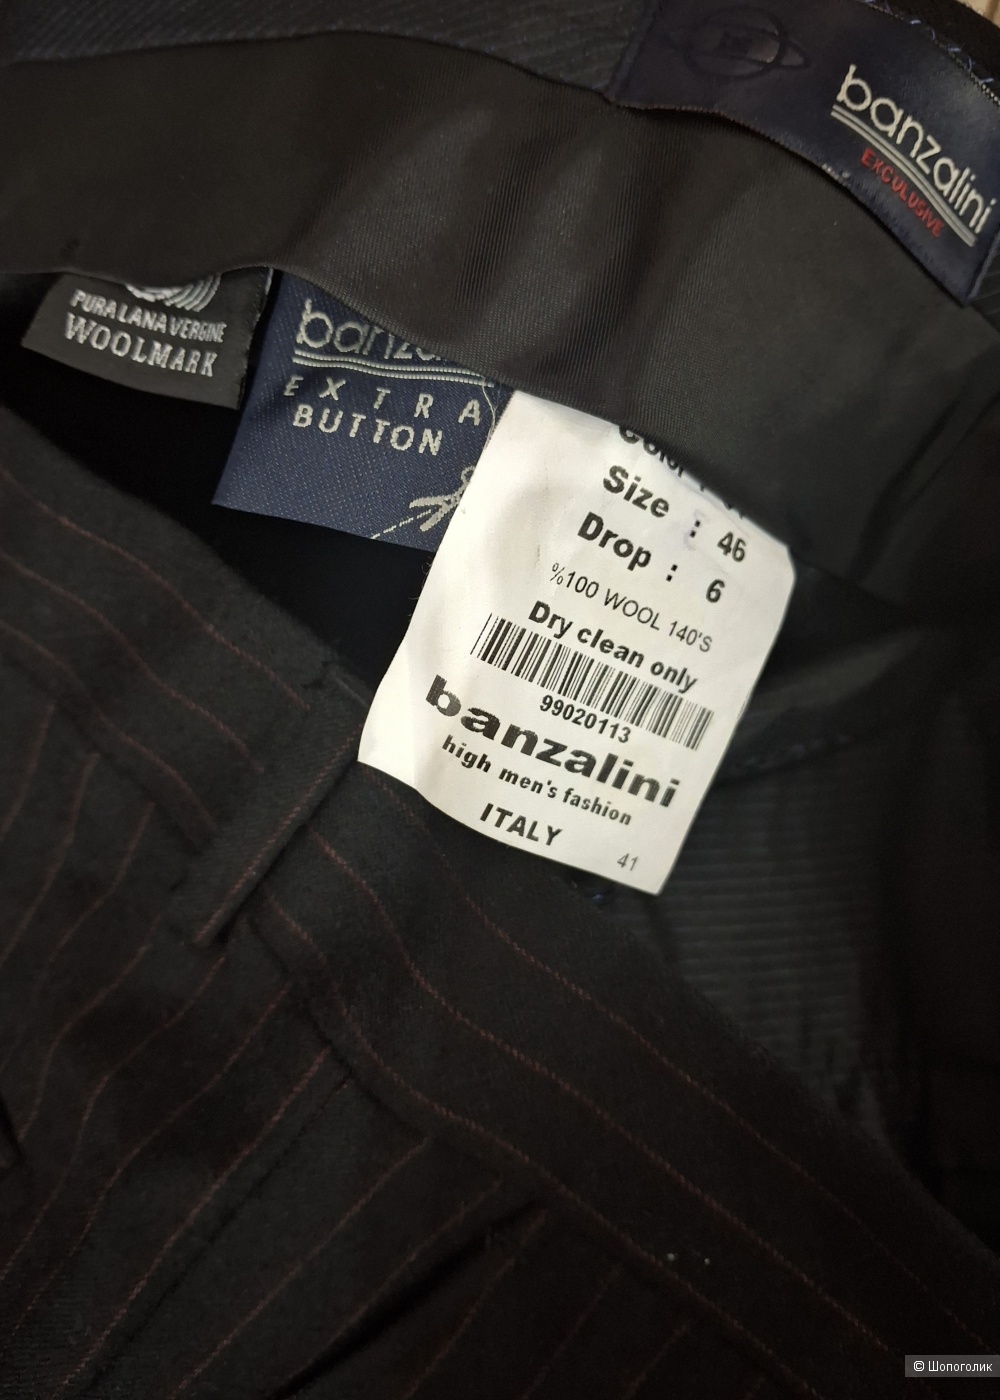 banzalini
EXCULUSIVE
PURA LANA VERGINE
WOOLMARK
EXTRA
BUTTON
Size : 46
Drop : 6
%100 WOOL 140'S
Dry clean only
99020113
banzalini
high men's fashion
ITALY
41
© Шопоголик